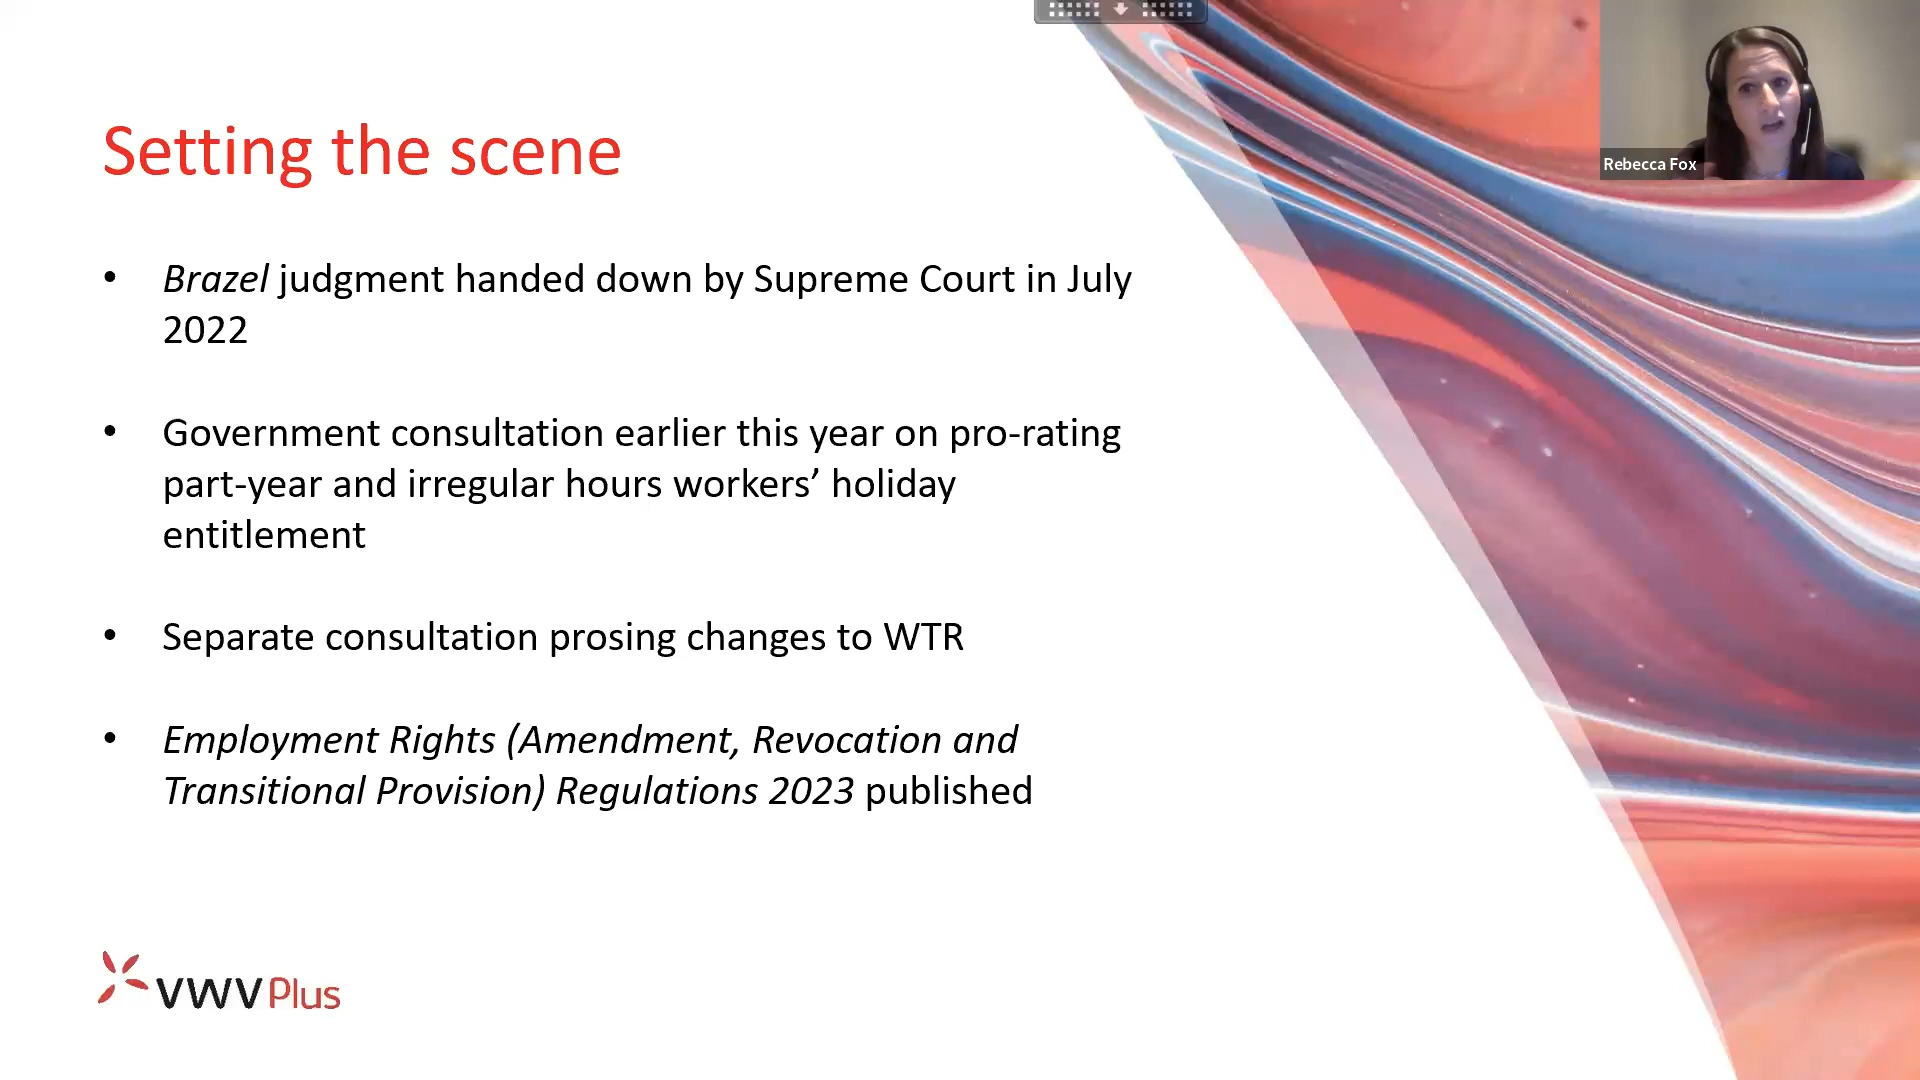 Setting the scene
Rebecca Fox
• Brazel judgment handed down by Supreme Court in July
2022
• Government consultation earlier this year on pro-rating
part-year and irregular hours workers’ holiday
entitlement
• Separate consultation prosing changes to WTR
• Employment Rights (Amendment, Revocation and
Transitional Provision) Regulations 2023 published
VWV Plus